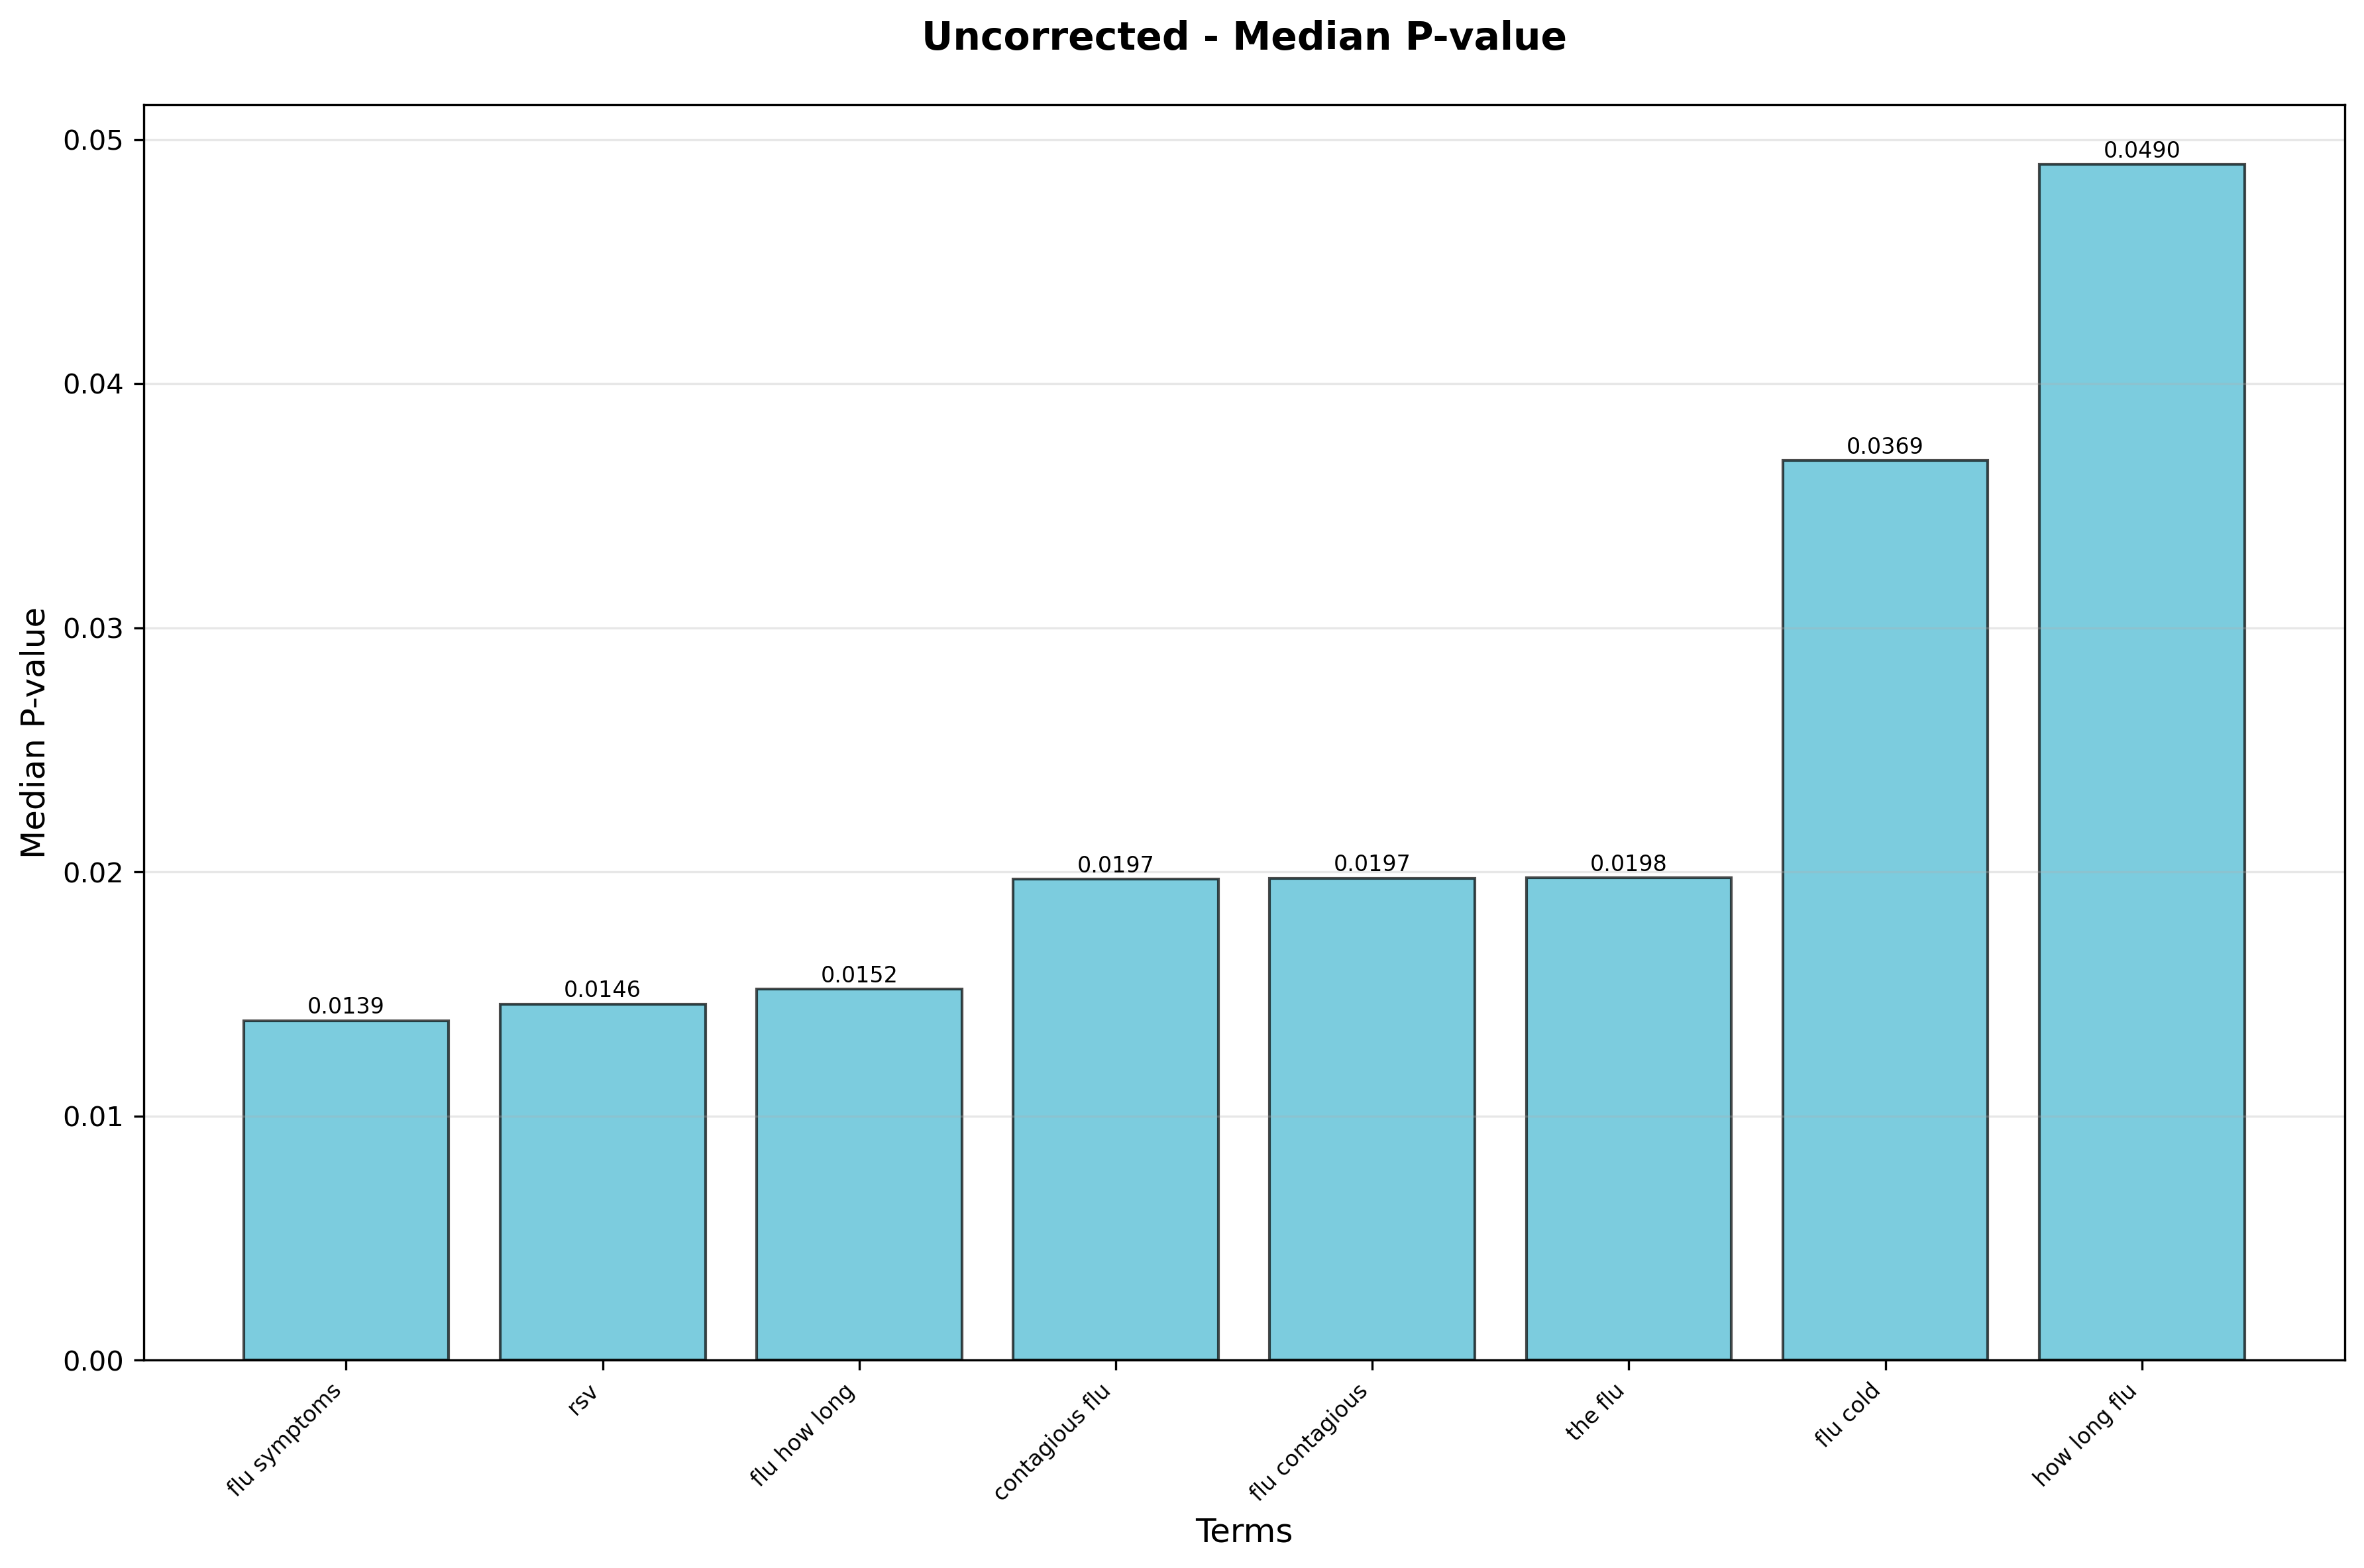 Uncorrected - Median P-value
Median P-value
0.05
0.04
0.03
0.02
0.01
0.00
0.0139
0.0146
0.0152
0.0197
0.0197
0.0198
0.0369
0.0490
flu symptoms
rsv
flu how long
contagious flu
flu contagious
the flu
flu cold
how long flu
Terms